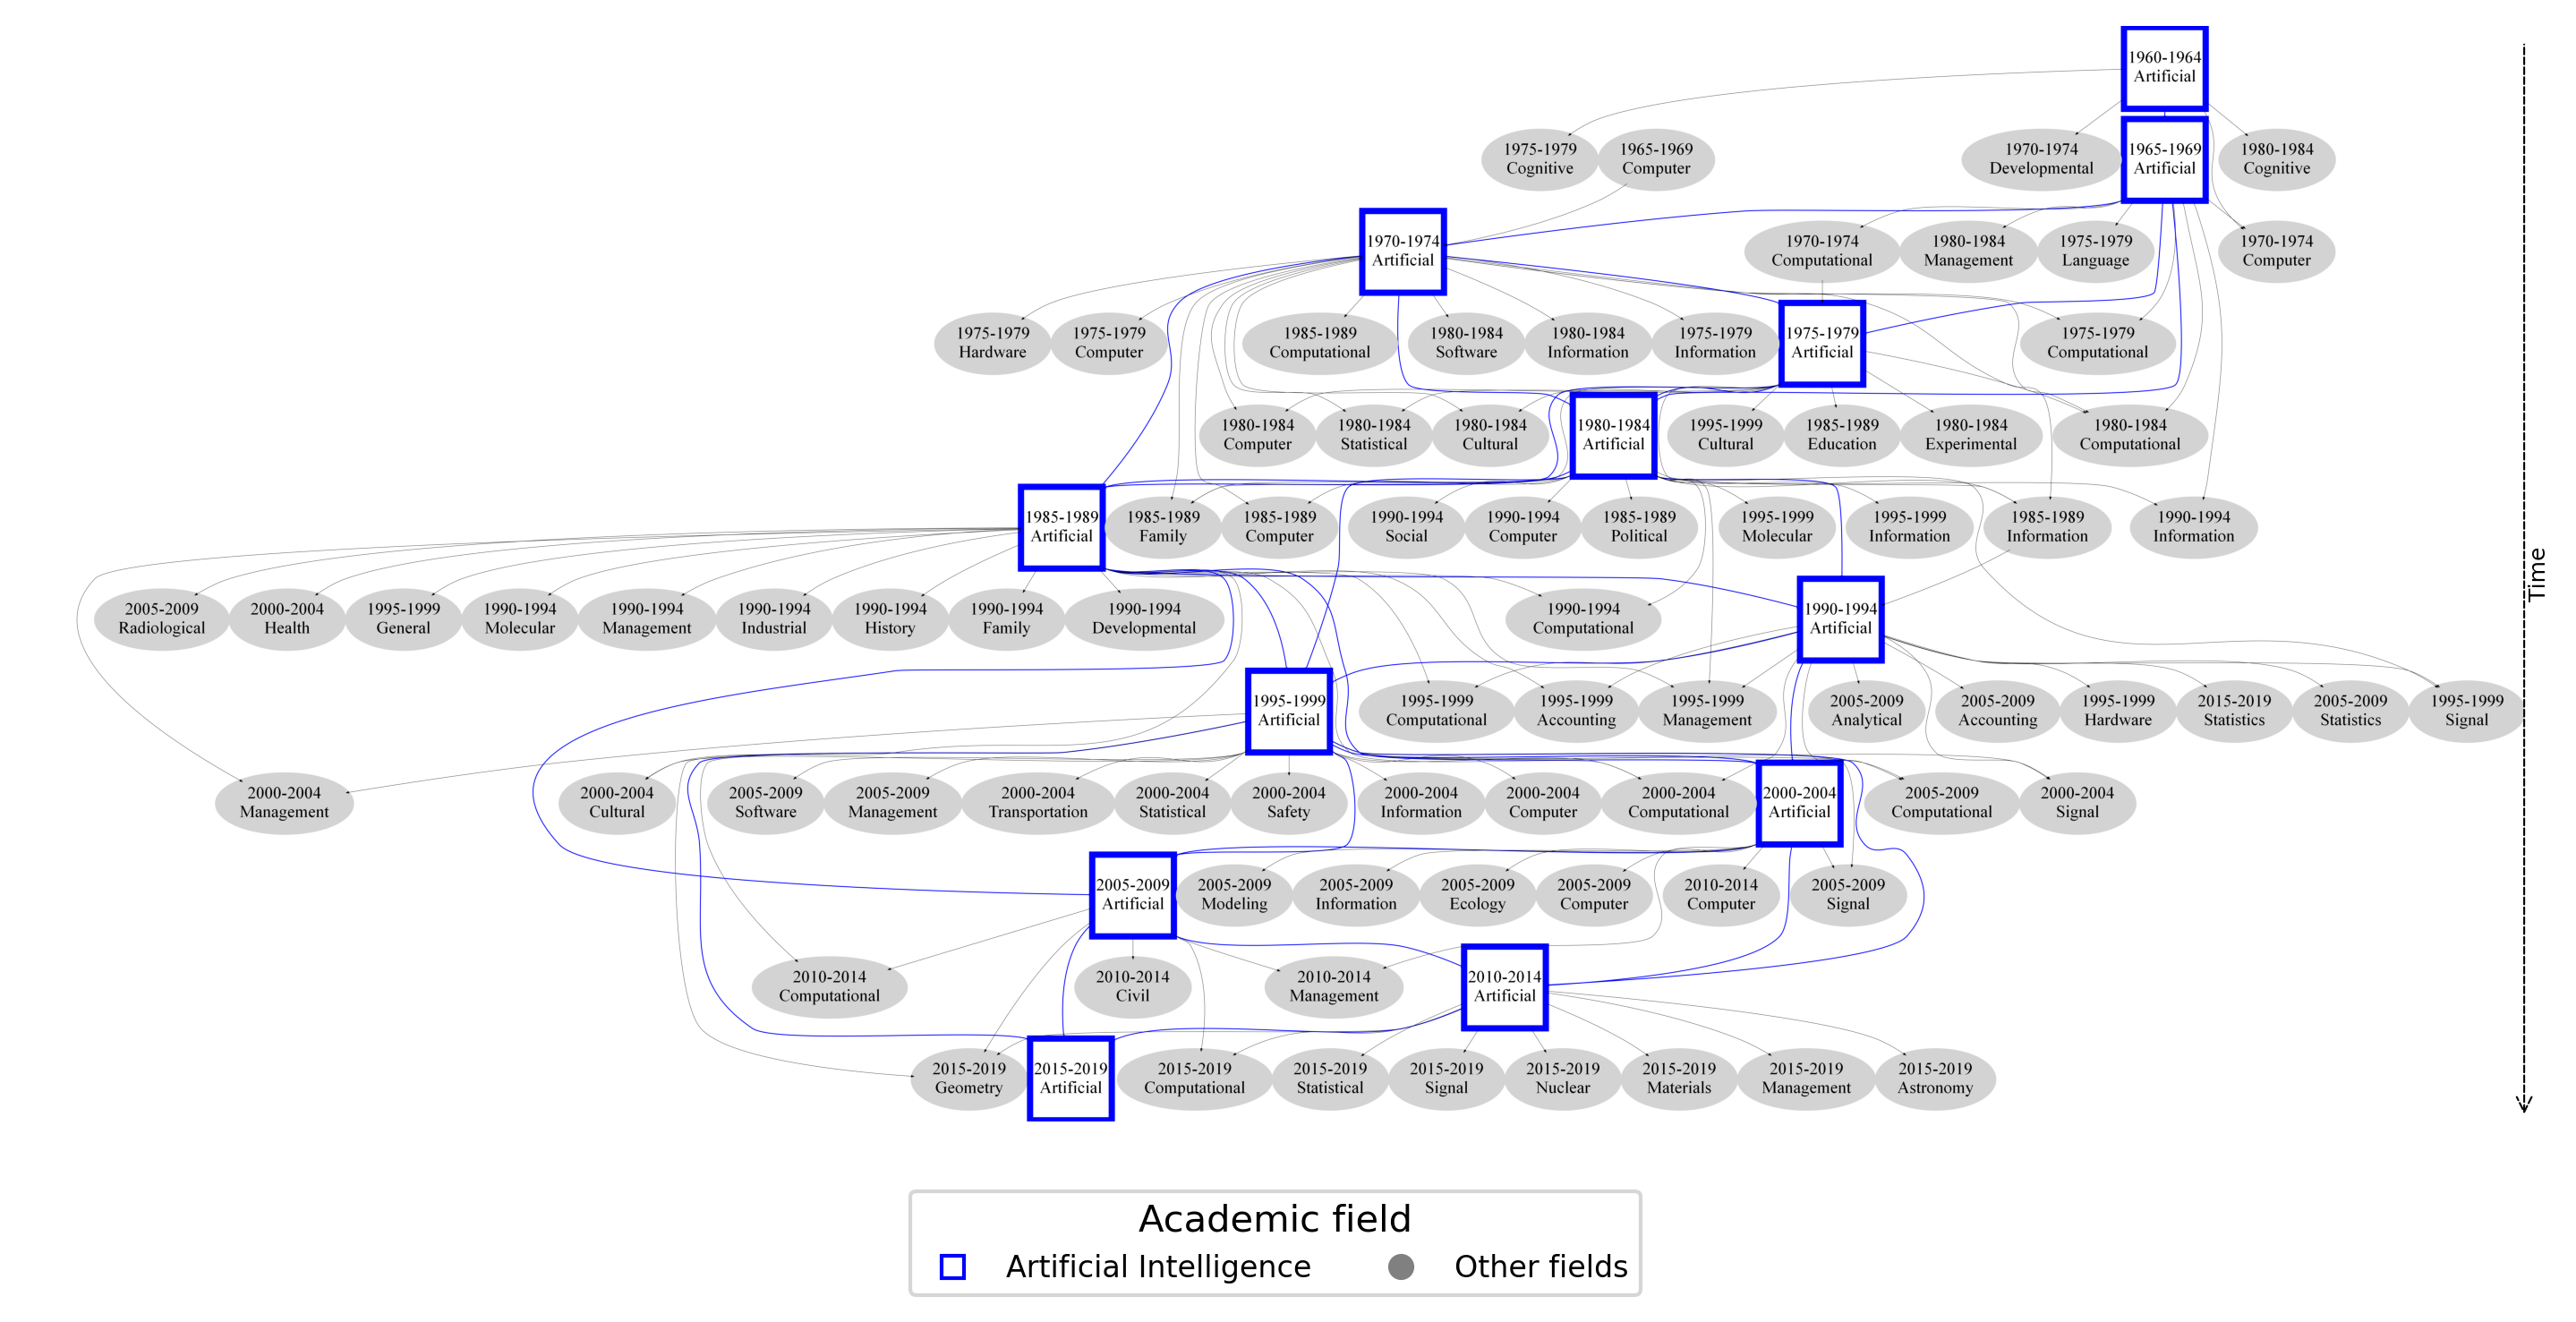 1960-1964
Artificial
1975-1979
Cognitive
1965-1969
Computer
1970-1974
Developmental
1965-1969
Artificial
1980-1984
Cognitive
1970-1974
Artificial
1970-1974
Computational
1980-1984
Management
1975-1979
Language
1970-1974
Computer
1975-1979
Hardware
1975-1979
Computer
1985-1989
Computational
1980-1984
Software
1980-1984
Information
1975-1979
Information
1975-1979
Artificial
1975-1979
Computational
1980-1984
Computer
1980-1984
Statistical
1980-1984
Cultural
1980-1984
Artificial
1995-1999
Cultural
1985-1989
Education
1980-1984
Experimental
1980-1984
Computational
1985-1989
Artificial
1985-1989
Family
1985-1989
Computer
1990-1994
Social
1990-1994
Computer
1985-1989
Political
1995-1999
Molecular
1995-1999
Information
1985-1989
Information
1990-1994
Information
Time
2005-2009
Radiological
2000-2004
Health
1995-1999
General
1990-1994
Molecular
1990-1994
Management
1990-1994
Industrial
1990-1994
History
1990-1994
Family
1990-1994
Developmental
1990-1994
Computational
1990-1994
Artificial
1995-1999
Artificial
1995-1999
Computational
1995-1999
Accounting
1995-1999
Management
2005-2009
Analytical
2005-2009
Accounting
1995-1999
Hardware
2015-2019
Statistics
2005-2009
Statistics
1995-1999
Signal
2000-2004
Management
2000-2004
Cultural
2005-2009
Software
2005-2009
Management
2000-2004
Transportation
2000-2004
Statistical
2000-2004
Safety
2000-2004
Information
2000-2004
Computer
2000-2004
Computational
2000-2004
Artificial
2005-2009
Computational
2000-2004
Signal
2005-2009
Artificial
2005-2009
Modeling
2005-2009
Information
2005-2009
Ecology
2005-2009
Computer
2010-2014
Computer
2005-2009
Signal
2010-2014
Computational
2010-2014
Civil
2010-2014
Management
2010-2014
Artificial
2015-2019
Geometry
2015-2019
Artificial
2015-2019
Computational
2015-2019
Statistical
2015-2019
Signal
2015-2019
Nuclear
2015-2019
Materials
2015-2019
Management
2015-2019
Astronomy
Academic field
Artificial Intelligence
Other fields